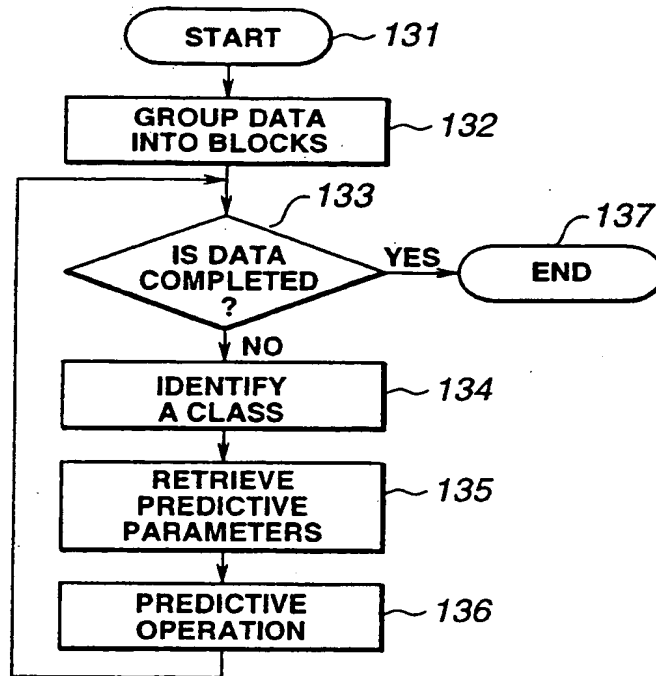 START
131
GROUP DATA
INTO BLOCKS
132
133
IS DATA
COMPLETED
?
YES
137
END
NO
IDENTIFY
A CLASS
134
RETRIEVE
PREDICTIVE
PARAMETERS
135
PREDICTIVE
OPERATION
136